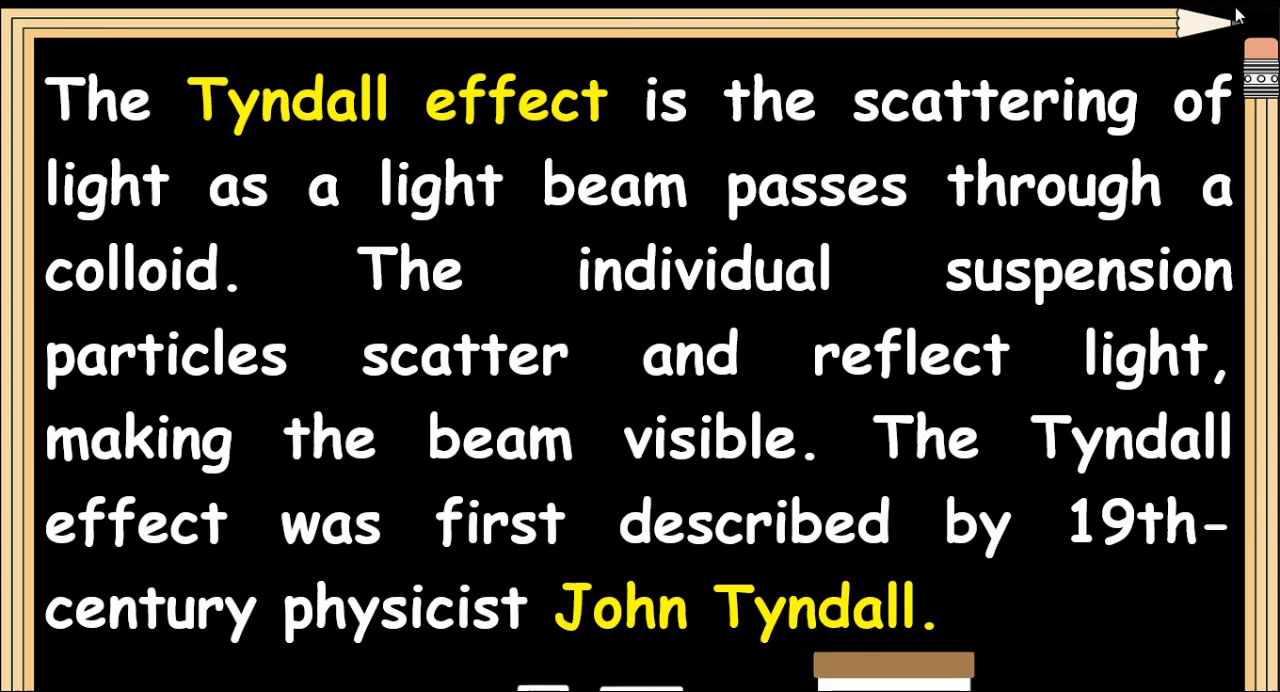 The Tyndall effect is the scattering of
light as a light beam passes through a
colloid. The individual suspension
particles scatter and reflect light,
making the beam visible. The Tyndall
effect was first described by 19th-
century physicist John Tyndall.